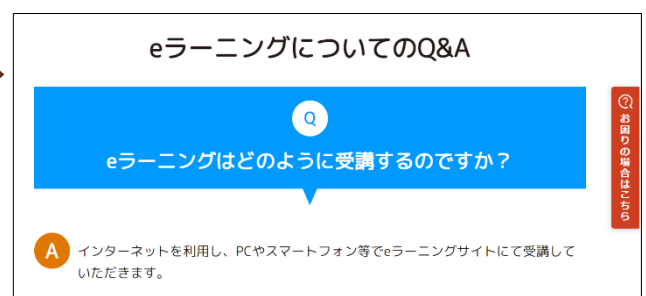 eラーニングについてのQ&A
Q
eラーニングはどのように受講するのですか？
A
インターネットを利用し、PCやスマートフォン等でeラーニングサイトにて受講して
いただきます。
お困りの場合はこちら